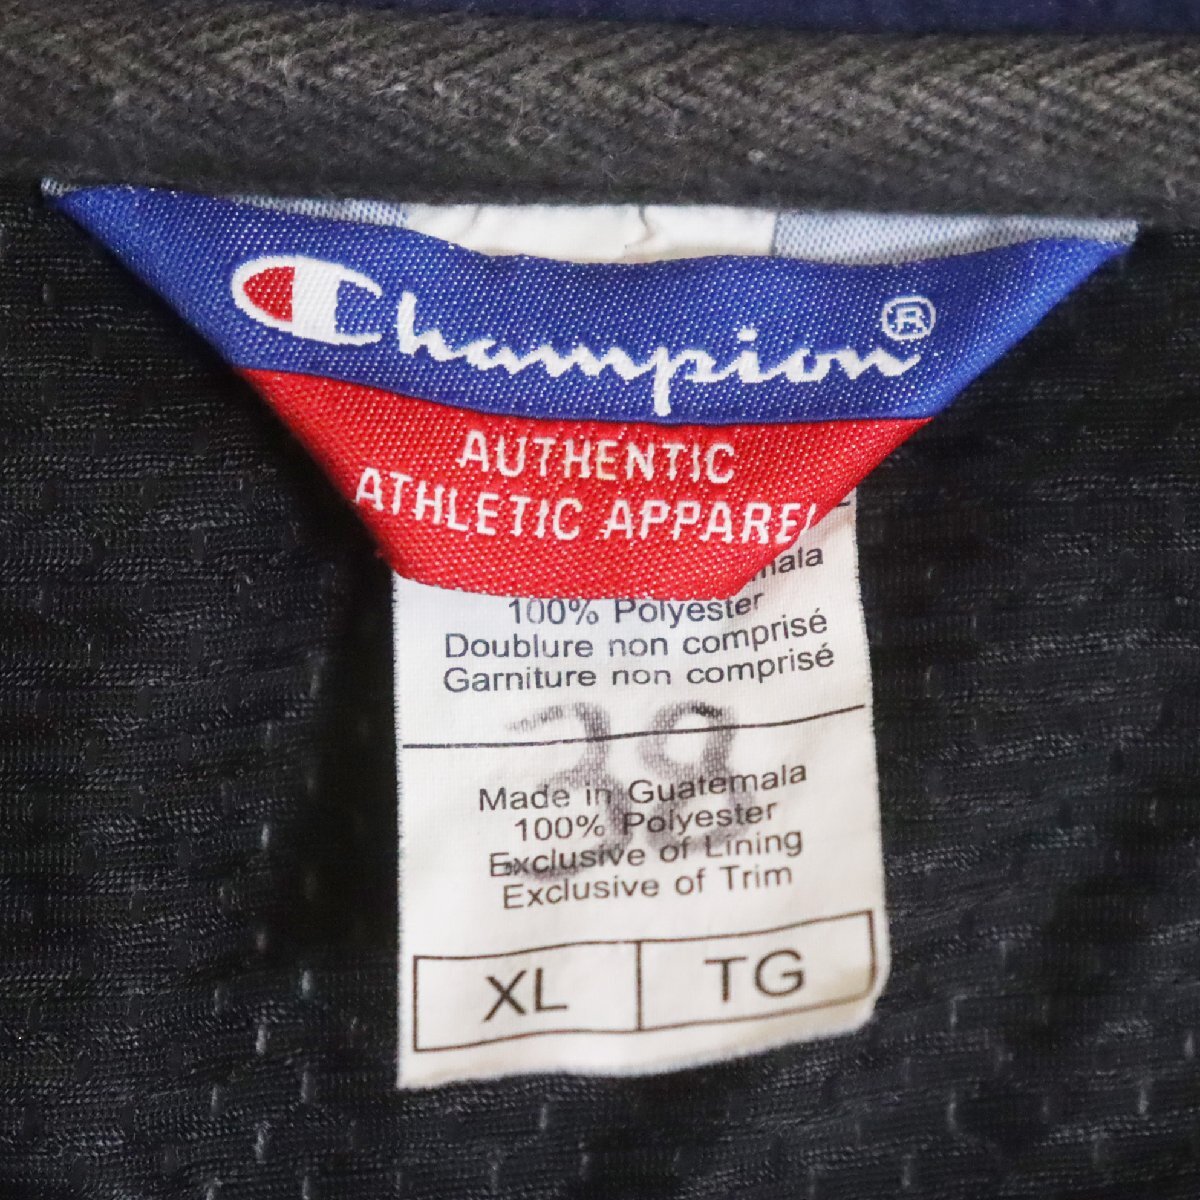 Champion®
AUTHENTIC
ATHLETIC APPAREL
100% Polyester
Doublure non comprisé
Garniture non comprisé
38
Made in Guatemala
100% Polyester
Exclusive of Lining
Exclusive of Trim
XL TG